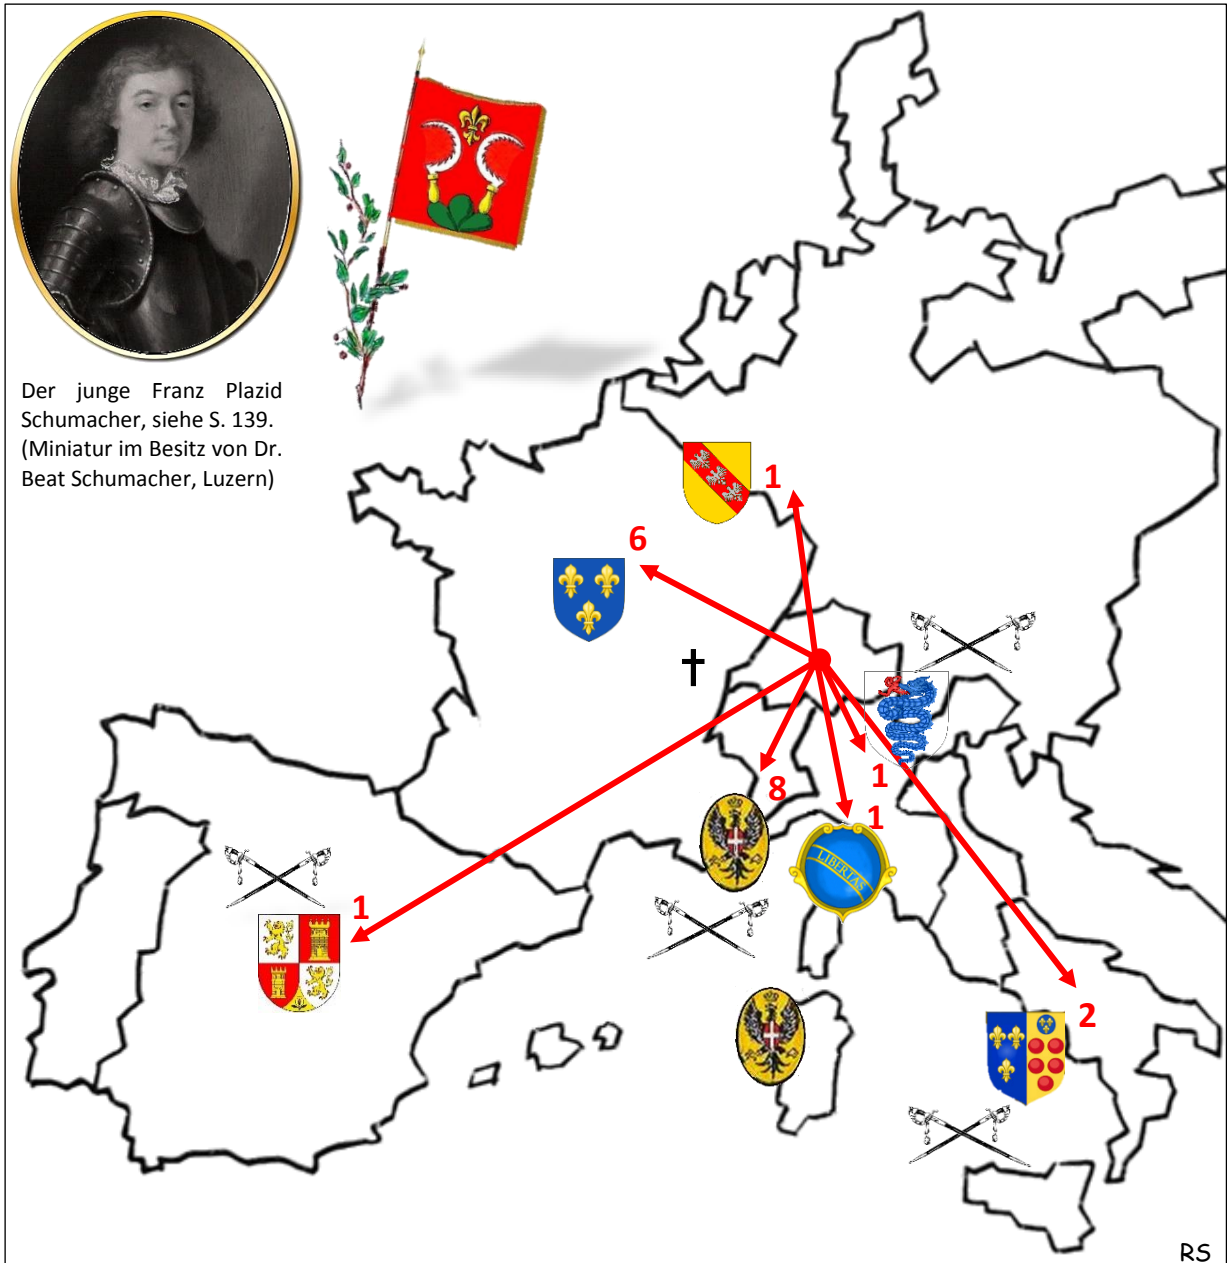 Der junge Franz Plazid
Schumacher, siehe S. 139.
(Miniatur im Besitz von Dr.
Beat Schumacher, Luzern)
1
6
1
8
1
LIBERTAS
1
2
RS